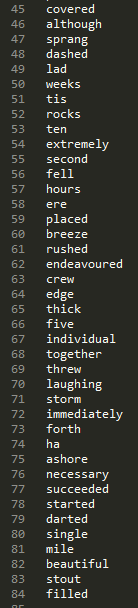 45 covered
46 although
47 sprang
48 dashed
49 lad
50 weeks
51 tis
52 rocks
53 ten
54 extremely
55 second
56 fell
57 hours
58 ere
59 placed
60 breeze
61 rushed
62 endeavoured
63 crew
64 edge
65 thick
66 five
67 individual
68 together
69 threw
70 laughing
71 storm
72 immediately
73 forth
74 ha
75 ashore
76 necessary
77 succeeded
78 started
79 darted
80 single
81 mile
82 beautiful
83 stout
84 filled